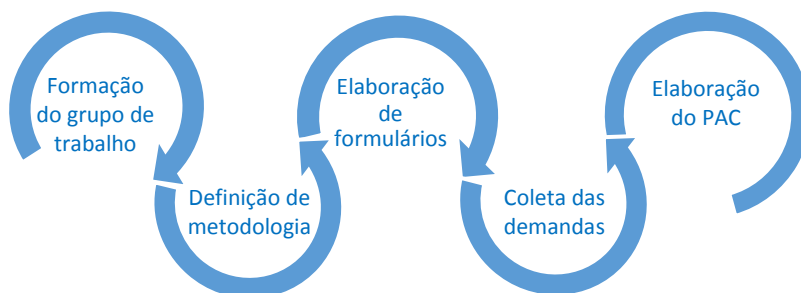 Formação
do grupo de
trabalho
Definição de
metodologia
Elaboração
de
formulários
Coleta das
demandas
Elaboração
do PAC